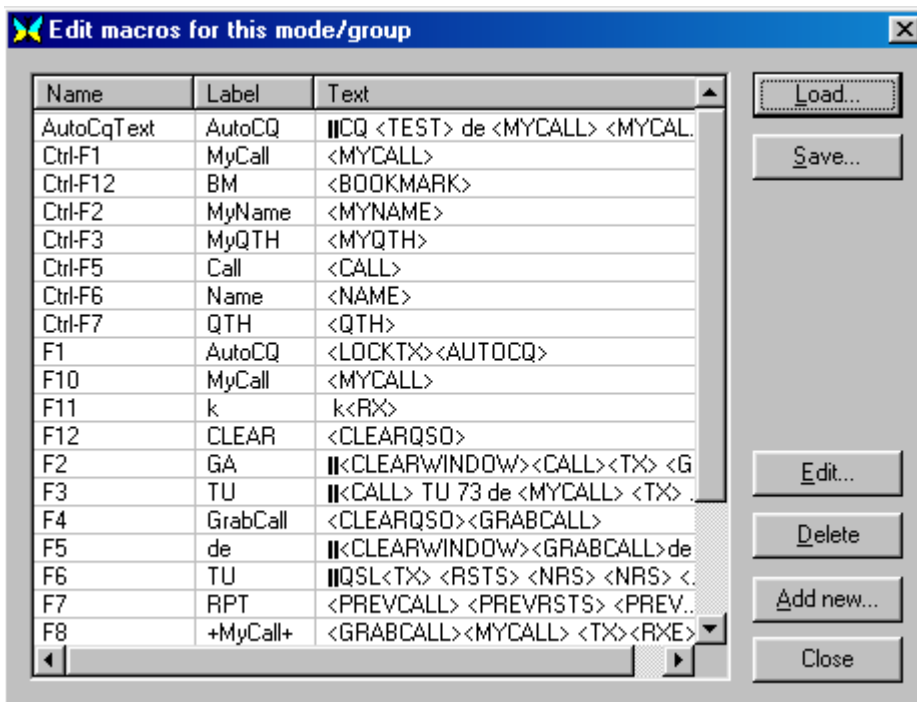 Edit macros for this mode/group
Name Label Text
AutoCqText AutoCQ CQ <TEST> de <MYCALL> <MYCAL...
Ctrl-F1 MyCall <MYCALL>
Ctrl-F12 BM <BOOKMARK>
Ctrl-F2 MyName <MYNAME>
Ctrl-F3 MyQTH <MYQTH>
Ctrl-F5 Call <CALL>
Ctrl-F6 Name <NAME>
Ctrl-F7 QTH <QTH>
F1 AutoCQ <LOCKTX><AUTOCQ>
F10 MyCall <MYCALL>
F11 k k<RX>
F12 CLEAR <CLEARQSO>
F2 GA <CLEARWINDOW><CALL><TX> <G
F3 TU <CALL> TU 73 de <MYCALL> <TX> ...
F4 GrabCall <CLEARQSO><GRABCALL>
F5 de <CLEARWINDOW><GRABCALL>de
F6 TU QSL<TX> <RSTS> <NRS> <NRS> <...
F7 RPT <PREVCALL> <PREVRSTS> <PREV...
F8 +MyCall+ <GRABCALL><MYCALL> <TX><RXE>
Load...
Save...
Edit...
Delete
Add new...
Close